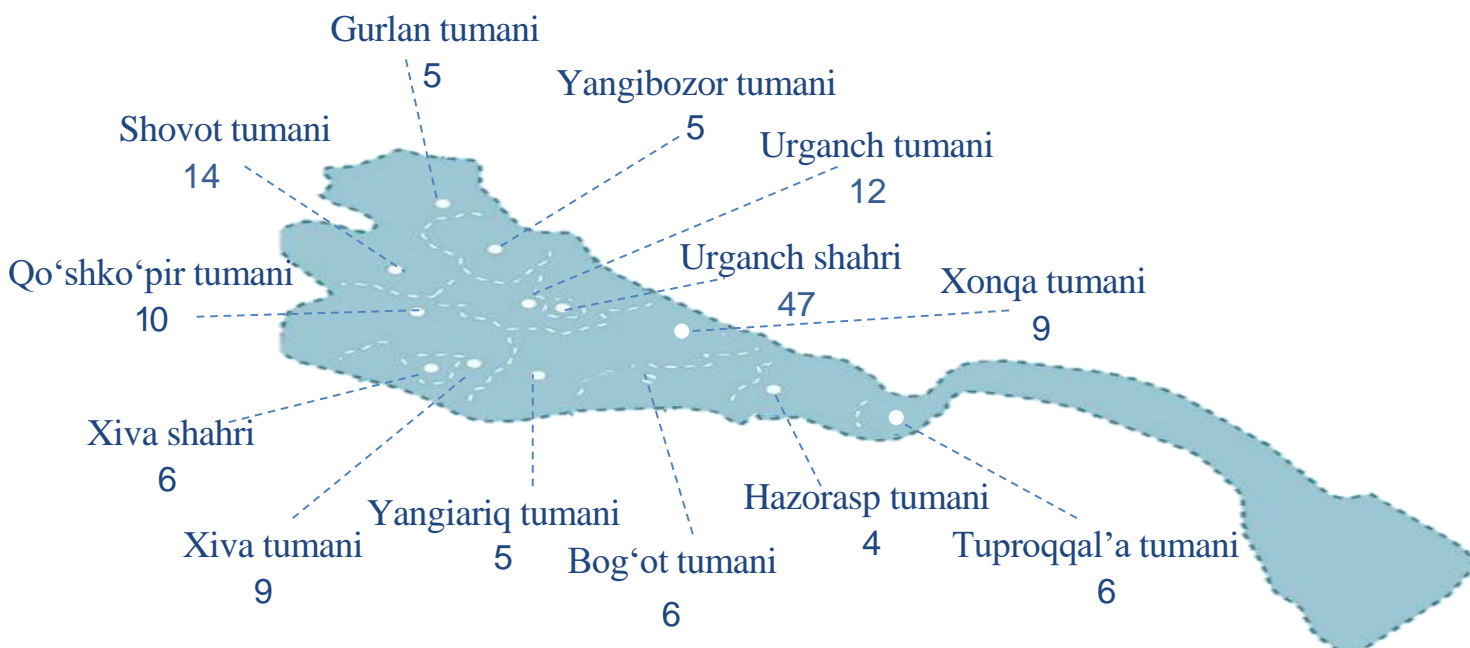 Gurlan tumani
5
Yangibozor tumani
5
Shovot tumani
14
Urganch tumani
12
Qo‘shko‘pir tumani
10
Urganch shahri
47
Xonqa tumani
9
Xiva shahri
6
Xiva tumani
9
Yangiariq tumani
5
Bog‘ot tumani
6
Hazorasp tumani
4
Tuproqqal’a tumani
6